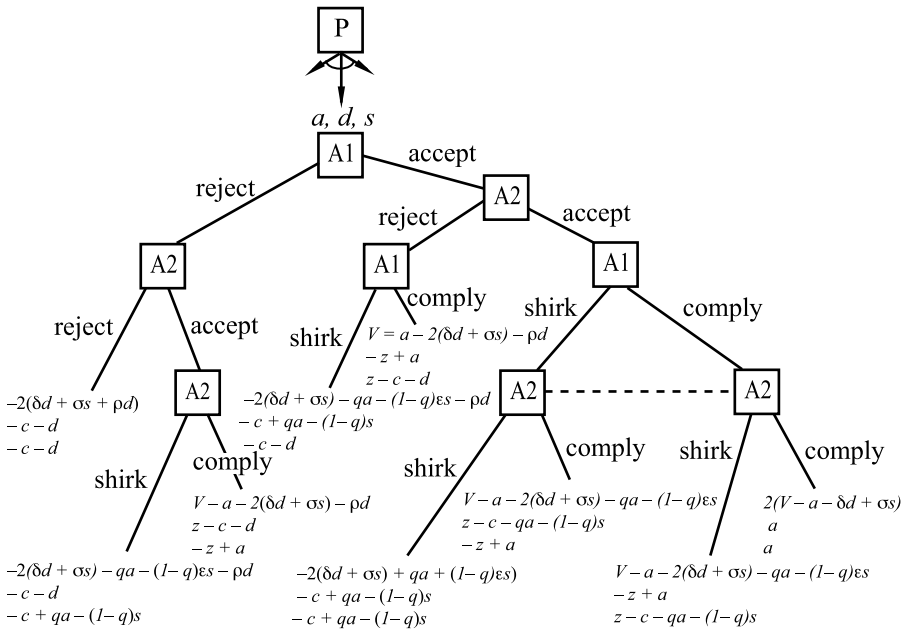 P
a, d, s
A1
accept
reject
A2
reject
accept
A2
A1
A1
comply
shirk
comply
reject
accept
shirk
V = a – 2(δd + σs) – ρd
– z + a
z – c – d
A2
A2
A2
–2(δd + σs + ρd)
– c – d
– c – d
–2(δd + σs) – qa – (1–q)εs – ρd
– c + qa – (1–q)s
– c – d
shirk
comply
shirk
comply
shirk
comply
V – a – 2(δd + σs) – ρd
z – c – d
– z + a
V – a – 2(δd + σs) – qa – (1–q)εs
z – c – qa – (1–q)s
– z + a
2(V – a – δd + σs)
a
a
–2(δd + σs) – qa – (1–q)εs – ρd
– c – d
– c + qa – (1–q)s
–2(δd + σs) + qa + (1–q)εs)
– c + qa – (1–q)s
– c + qa – (1–q)s
V – a – 2(δd + σs) – qa – (1–q)εs
– z + a
z – c – qa – (1–q)s